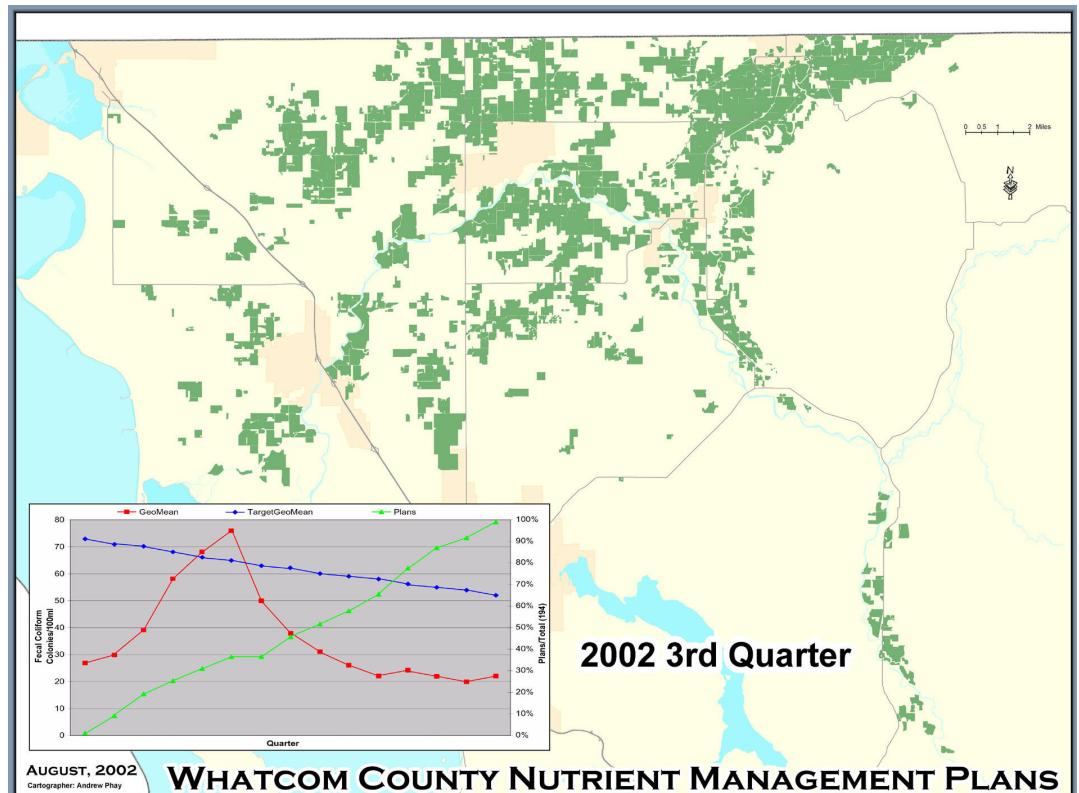 0 0.5 1 2 Miles
N
GeoMean TargetGeoMean Plans
80
70
60
50
40
30
20
10
0
Fecal Coliform
Colonies/100ml
100%
90%
80%
70%
60%
50%
40%
30%
20%
10%
0%
Plans/Total (194)
Quarter
2002 3rd Quarter
AUGUST, 2002
Cartographer: Andrew Phay
WHATCOM COUNTY NUTRIENT MANAGEMENT PLANS